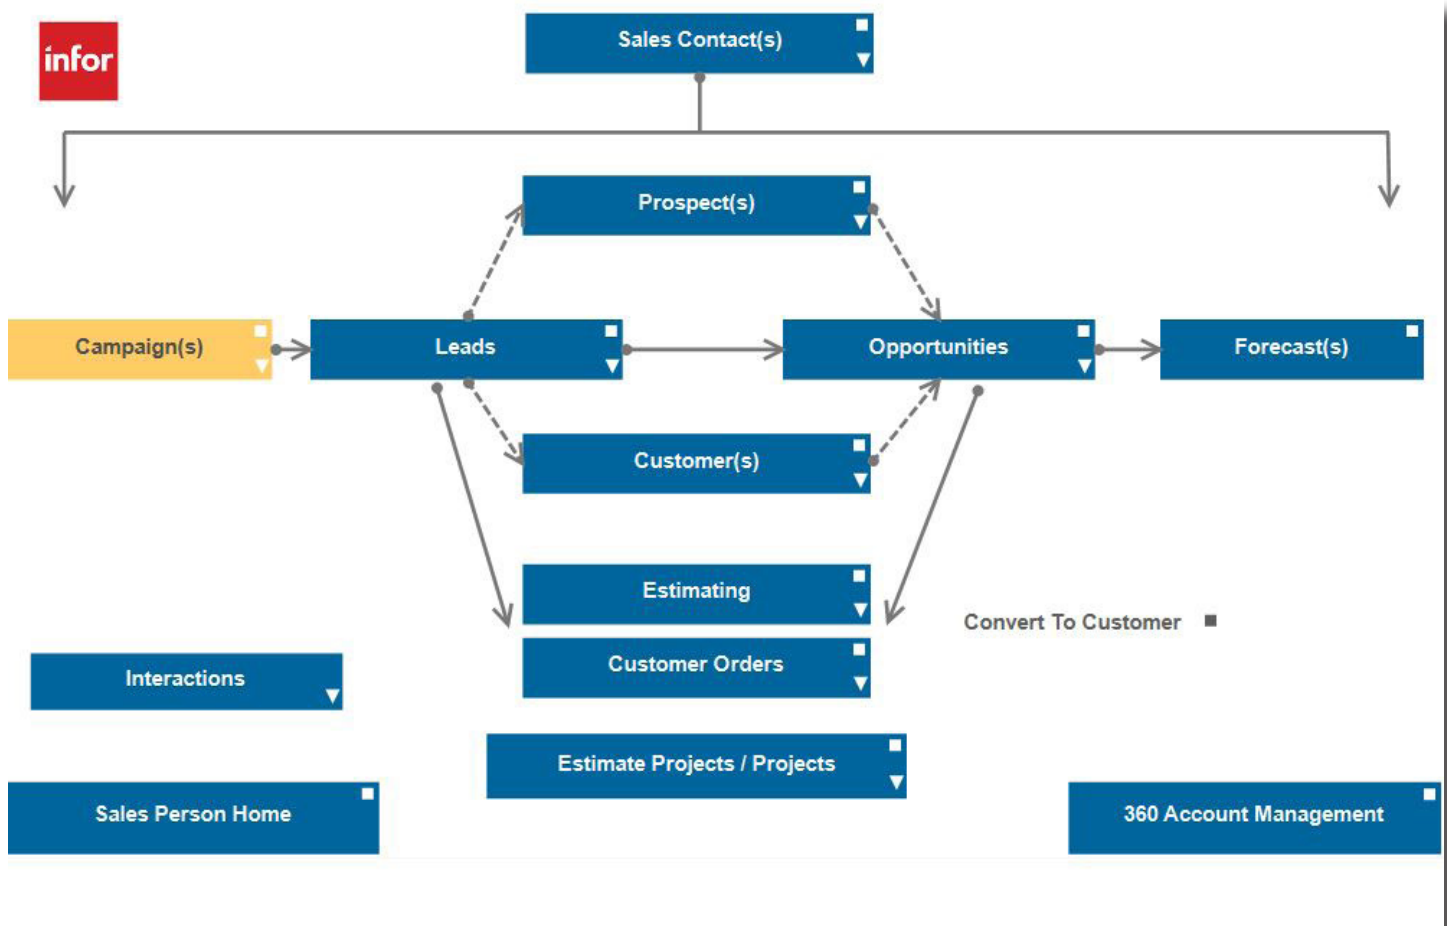 infor
Sales Contact(s)
Prospect(s)
Campaign(s)
Leads
Opportunities
Forecast(s)
Customer(s)
Estimating
Convert To Customer
Customer Orders
Interactions
Estimate Projects / Projects
Sales Person Home
360 Account Management